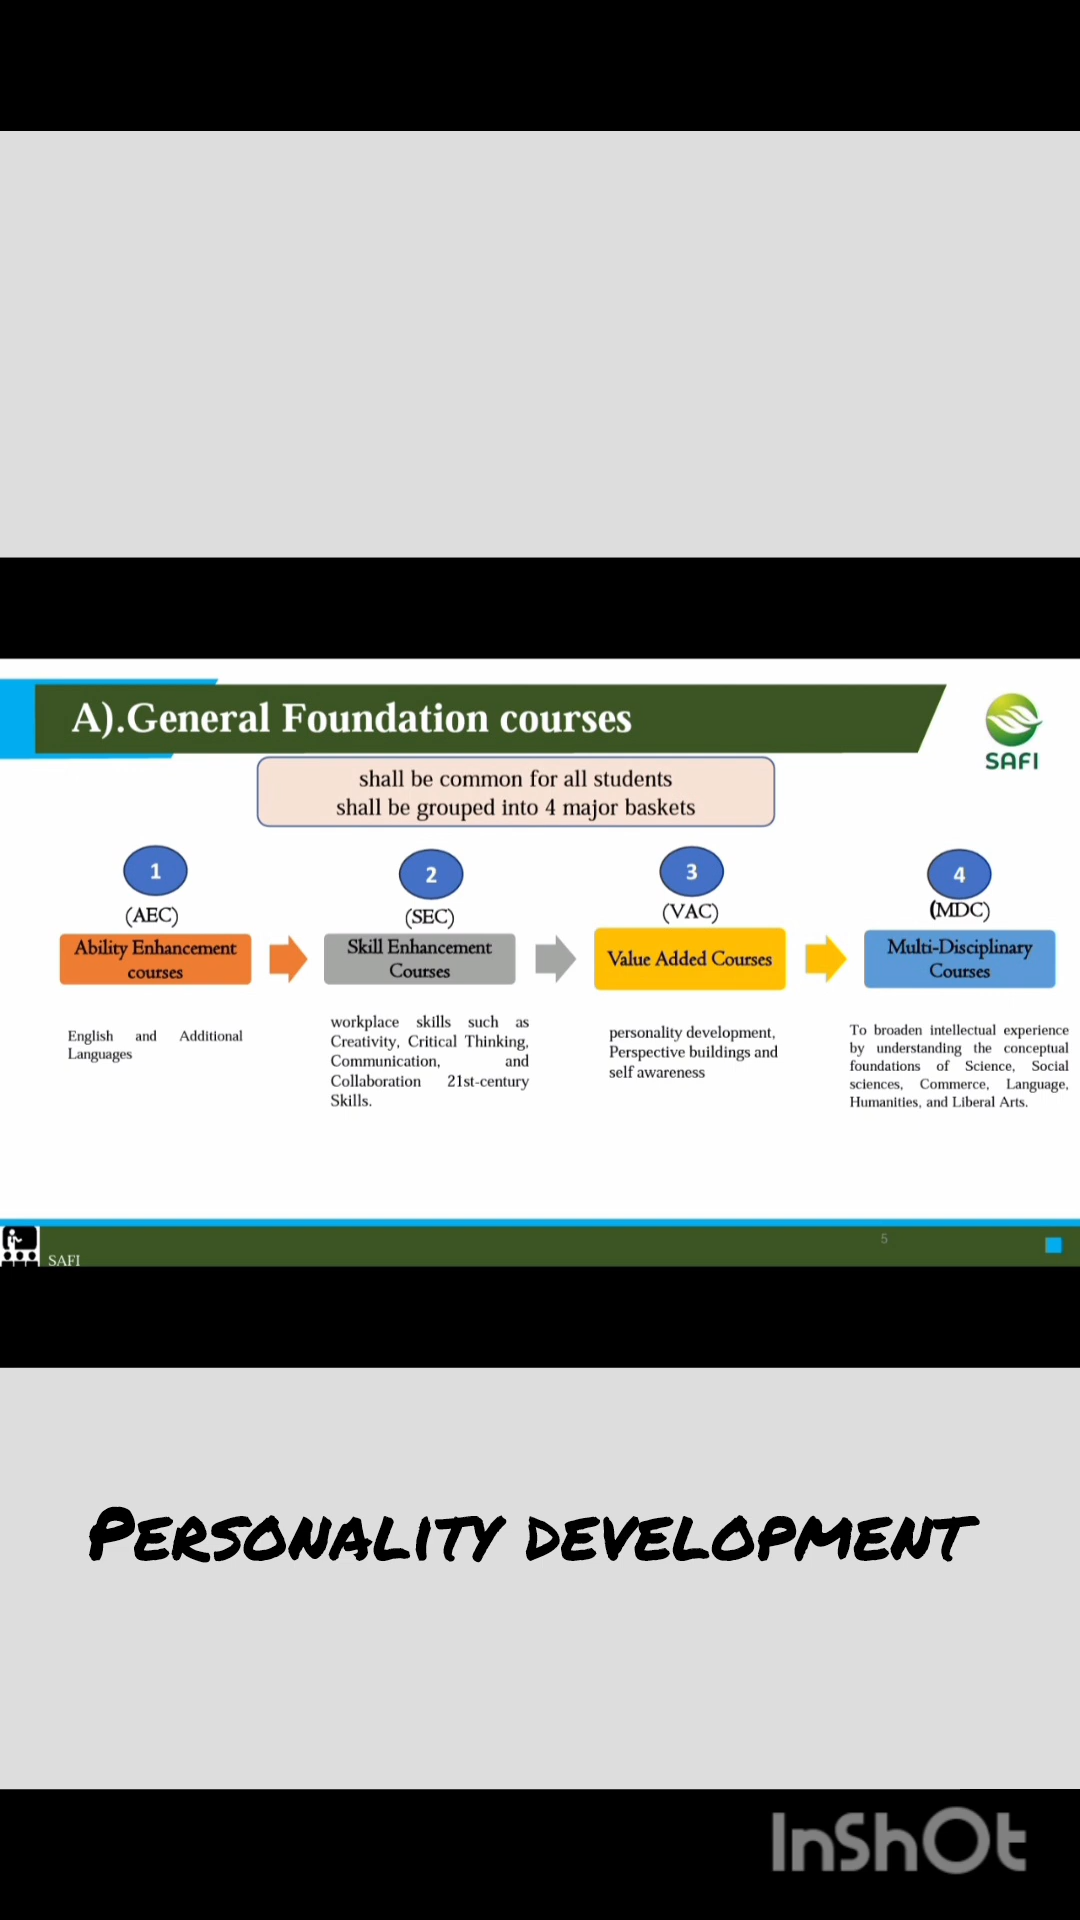 A).General Foundation courses
SAFI
shall be common for all students
shall be grouped into 4 major baskets
1
(AEC)
Ability Enhancement
courses
English and Additional
Languages
2
(SEC)
Skill Enhancement
Courses
workplace skills such as
Creativity, Critical Thinking,
Communication, and
Collaboration 21st-century
Skills.
3
(VAC)
Value Added Courses
personality development,
Perspective buildings and
self awareness
4
(MDC)
Multi-Disciplinary
Courses
To broaden intellectual experience
by understanding the conceptual
foundations of Science, Social
sciences, Commerce, Language,
Humanities, and Liberal Arts.
SAFI
5
PERSONALITY DEVELOPMENT
InShOt